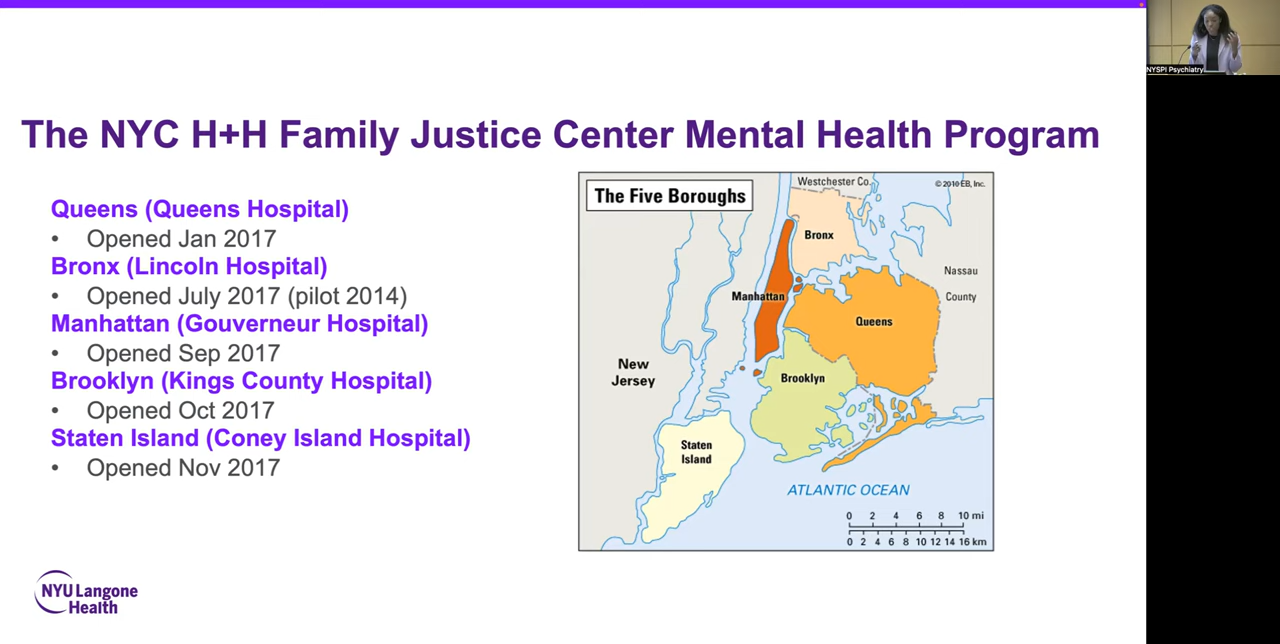 NYSPI Psychiatry
The NYC H+H Family Justice Center Mental Health Program
Queens (Queens Hospital)
• Opened Jan 2017
Bronx (Lincoln Hospital)
• Opened July 2017 (pilot 2014)
Manhattan (Gouverneur Hospital)
• Opened Sep 2017
Brooklyn (Kings County Hospital)
• Opened Oct 2017
Staten Island (Coney Island Hospital)
• Opened Nov 2017
The Five Boroughs
Westchester Co.
© 2010 EB, Inc.
Bronx
Nassau
County
Manhattan
Queens
New
Jersey
Brooklyn
Staten
Island
ATLANTIC OCEAN
0 2 4 6 8 10 mi
0 2 4 6 8 10 12 14 16 km
NYU Langone
Health